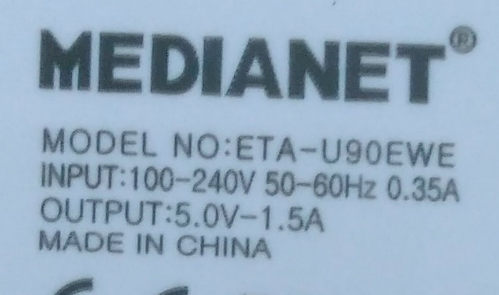 MEDIANET®
MODEL NO:ETA-U90EWE
INPUT:100-240V 50-60Hz 0.35A
OUTPUT:5.0V-1.5A
MADE IN CHINA